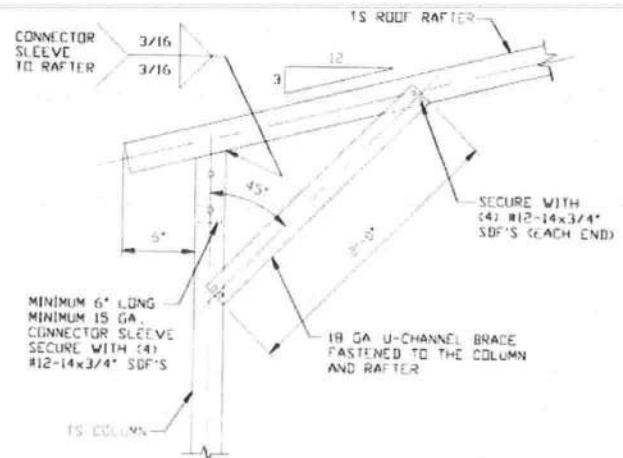 TS ROOF RAFTER
CONNECTOR
SLEEVE
TO RAFTER
3/16
3/16
12
3
45°
6"
SECURE WITH
(4) #12-14x3/4"
SDF'S (EACH END)
MINIMUM 6" LONG
MINIMUM 15 GA.
CONNECTOR SLEEVE
SECURE WITH (4)
#12-14x3/4" SDF'S
18 GA U-CHANNEL BRACE
FASTENED TO THE COLUMN
AND RAFTER
TS COLUMN